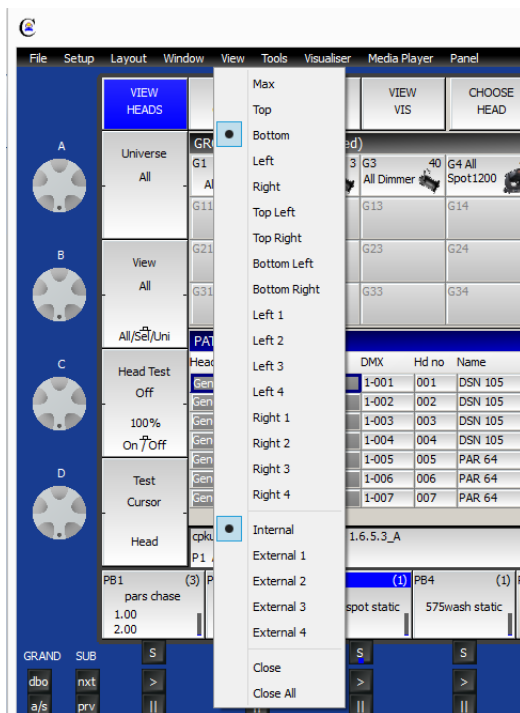 File Setup Layout Window View Tools Visualiser Media Player Panel
VIEW
HEADS
VIEW
VIS
CHOOSE
HEAD
Max
Top
Bottom
Left
Right
Top Left
Top Right
Bottom Left
Bottom Right
Left 1
Left 2
Left 3
Left 4
Right 1
Right 2
Right 3
Right 4
Internal
External 1
External 2
External 3
External 4
Close
Close All
A
B
C
D
Universe
All
View
All
All/Sel/Uni
Head Test
Off
100%
On Off
Test
Cursor
Head
G1
3
G3 40
All Dimmer
G4 All
Spot1200
G11
G13
G14
G21
G23
G24
G31
G33
G34
DMX Hd no Name
1-001 001 DSN 105
1-002 002 DSN 105
1-003 003 DSN 105
1-004 004 DSN 105
1-005 005 PAR 64
1-006 006 PAR 64
1-007 007 PAR 64
1.6.5.3_A
P1
PB1 (3)
pars chase
1.00
2.00
(1)
spot static
PB4 (1)
575wash static
GRAND SUB
S
S
S
dbo nxt > > >
a/s prv || || ||